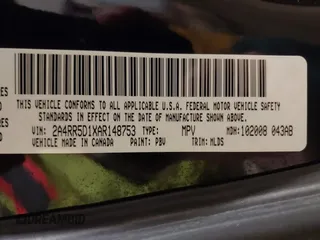 THIS VEHICLE CONFORMS TO ALL APPLICABLE U.S.A. FEDERAL MOTOR VEHICLE SAFETY
STANDARDS IN EFFECT ON THE DATE OF MANUFACTURE SHOWN ABOVE.
VIN: 2A4RR5D1XAR148753 TYPE: MPV MDH: 102008 043AB
VEHICLE MADE IN CANADA PAINT: PBV TRIM: MLDS